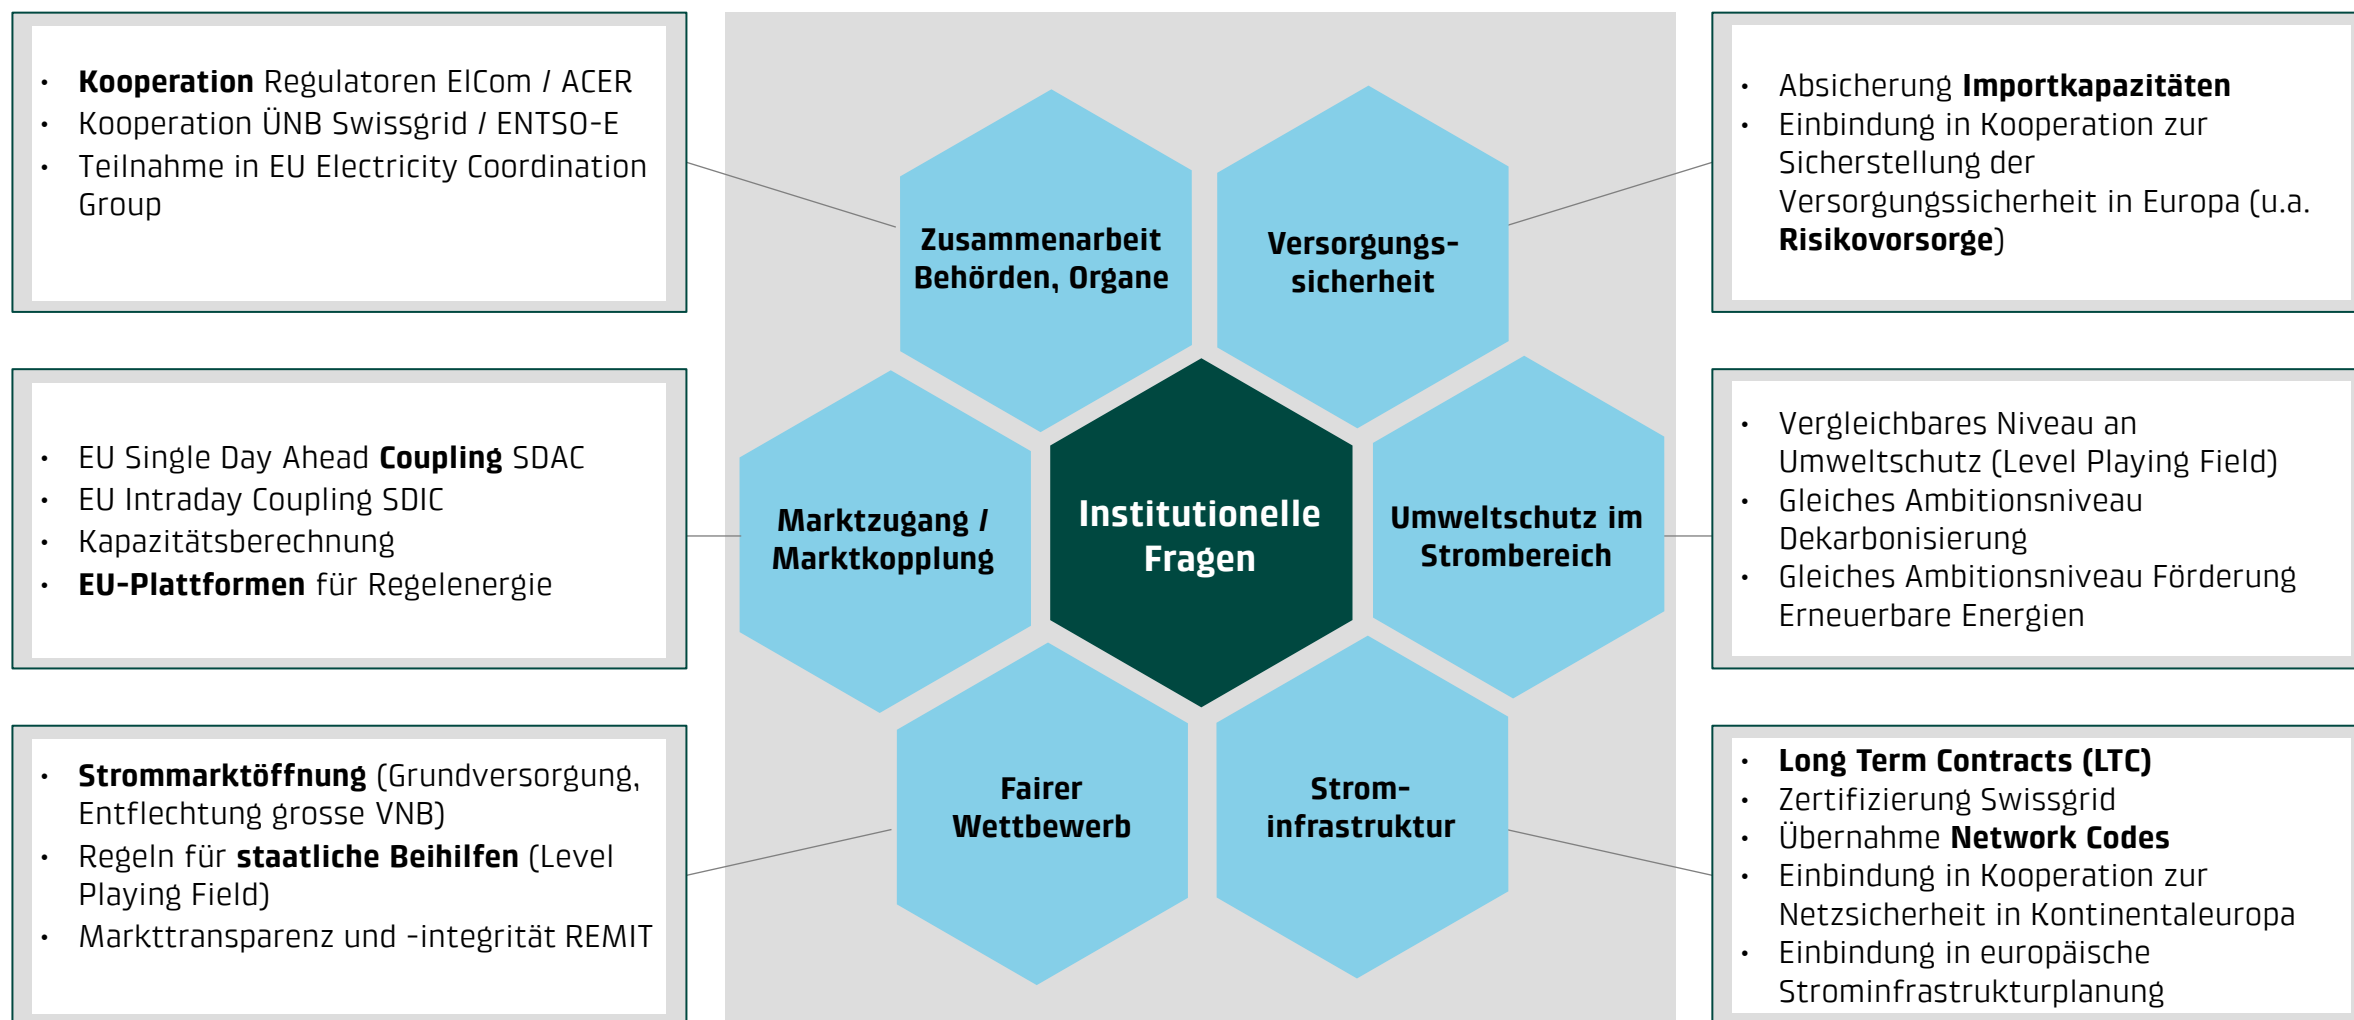 • Kooperation Regulatoren ElCom / ACER
• Kooperation ÜNB Swissgrid / ENTSO-E
• Teilnahme in EU Electricity Coordination
Group
• EU Single Day Ahead Coupling SDAC
• EU Intraday Coupling SDIC
• Kapazitätsberechnung
• EU-Plattformen für Regelenergie
• Strommarktöffnung (Grundversorgung,
Entflechtung grosse VNB)
• Regeln für staatliche Beihilfen (Level
Playing Field)
• Markttransparenz und -integrität REMIT
Zusammenarbeit
Behörden, Organe
Versorgungs-
sicherheit
Marktzugang /
Marktkopplung
Institutionelle
Fragen
Umweltschutz im
Strombereich
Fairer
Wettbewerb
Strom-
infrastruktur
• Absicherung Importkapazitäten
• Einbindung in Kooperation zur
Sicherstellung der
Versorgungssicherheit in Europa (u.a.
Risikovorsorge)
• Vergleichbares Niveau an
Umweltschutz (Level Playing Field)
• Gleiches Ambitionsniveau
Dekarbonisierung
• Gleiches Ambitionsniveau Förderung
Erneuerbare Energien
• Long Term Contracts (LTC)
• Zertifizierung Swissgrid
• Übernahme Network Codes
• Einbindung in Kooperation zur
Netzsicherheit in Kontinentaleuropa
• Einbindung in europäische
Strominfrastrukturplanung